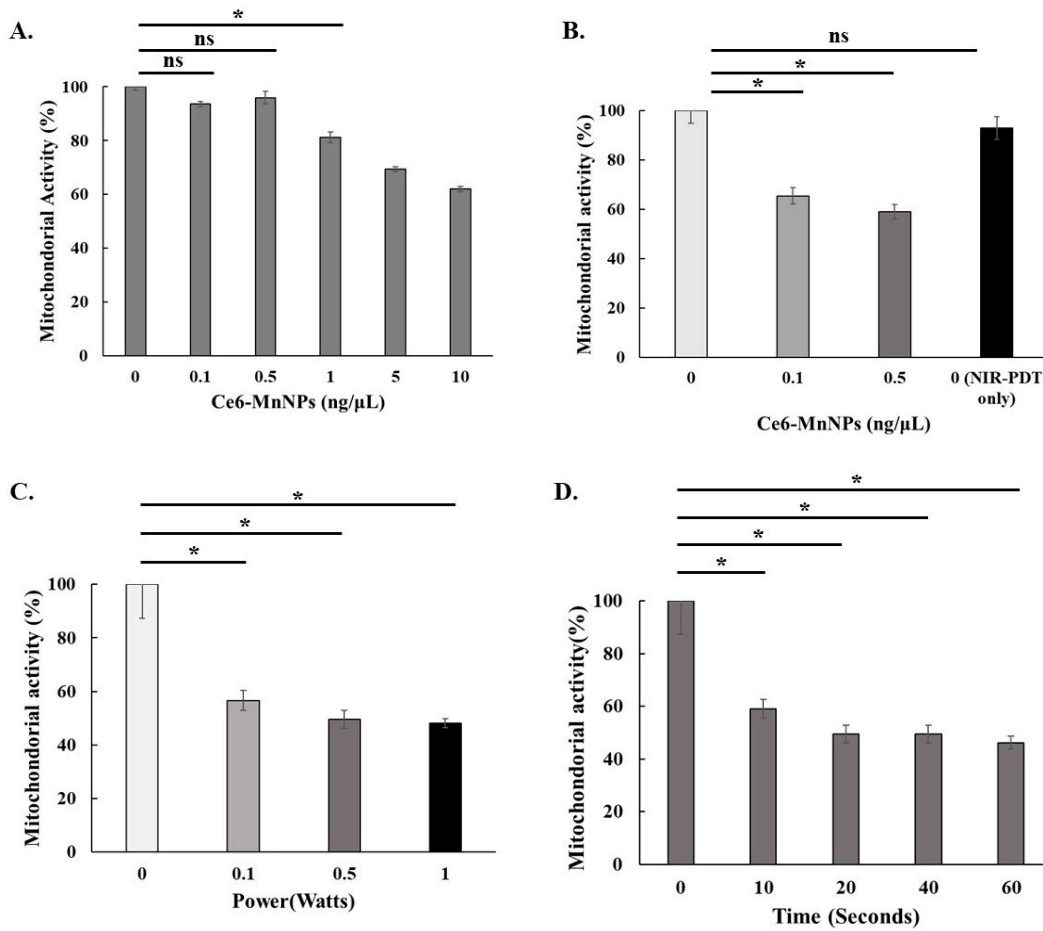 A.
*
ns
ns
Mitochondorial Activity (%)
100
80
60
40
20
0
0 0.1 0.5 1 5 10
Ce6-MnNPs (ng/μL)
B.
ns
*
*
Mitochondorial activity (%)
100
80
60
40
20
0
0 0.1 0.5 0 (NIR-PDT
only)
Ce6-MnNPs (ng/μL)
C.
*
*
*
Mitochondorial activity (%)
100
80
60
40
20
0
0 0.1 0.5 1
Power(Watts)
D.
*
*
*
*
Mitochondorial activity(%)
100
80
60
40
20
0
0 10 20 40 60
Time (Seconds)